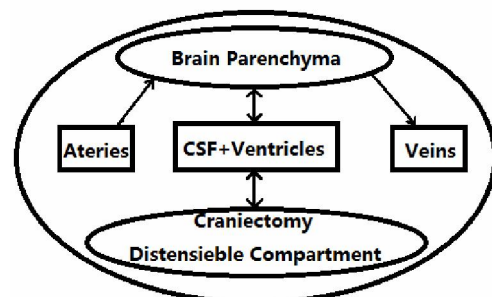 Brain Parenchyma
Ateries
CSF+Ventricles
Veins
Craniectomy
Distensieble Compartment